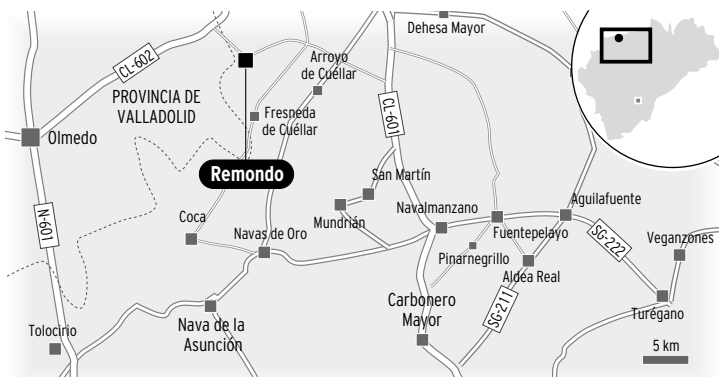 Dehesa Mayor
CL-602
Arroyo
de Cuéllar
PROVINCIA DE
VALLADOLID
CL-601
Fresneda
de Cuéllar
Olmedo
Remondo
San Martín
N-601
Coca
Mundrián
Navalmanzano
Aguilafuente
Navas de Oro
Fuentepelayo
SG-222
Veganzones
Pinarnegrillo
Aldea Real
Carbonero
Mayor
SG-211
Turégano
Tolocirio
Nava de la
Asunción
5 km